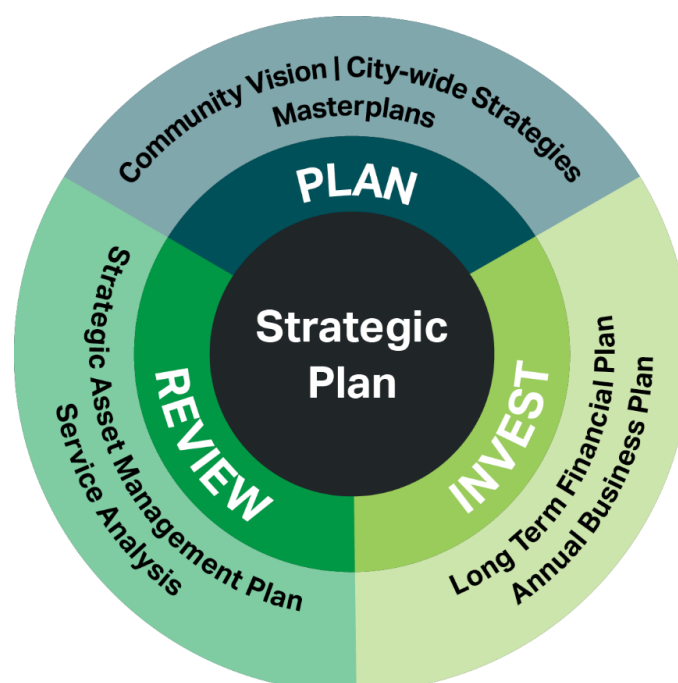 Community Vision | City-wide Strategies
Masterplans
PLAN
Strategic
Plan
INVEST
Long Term Financial Plan
Annual Business Plan
REVIEW
Strategic Asset Management Plan
Service Analysis